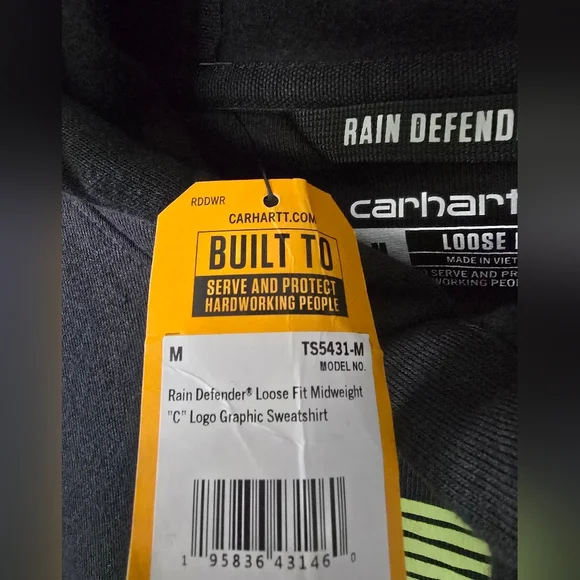 RAIN DEFEND
carhart
M
LOOSE
MADE IN VIET
SERVE AND PR
WORKING PEOP
RDDWR
CARHARTT.COM
BUILT TO
SERVE AND PROTECT
HARDWORKING PEOPLE
M TS5431-M
MODEL NO.
Rain Defender® Loose Fit Midweight
"C" Logo Graphic Sweatshirt
1 95836 43146 0